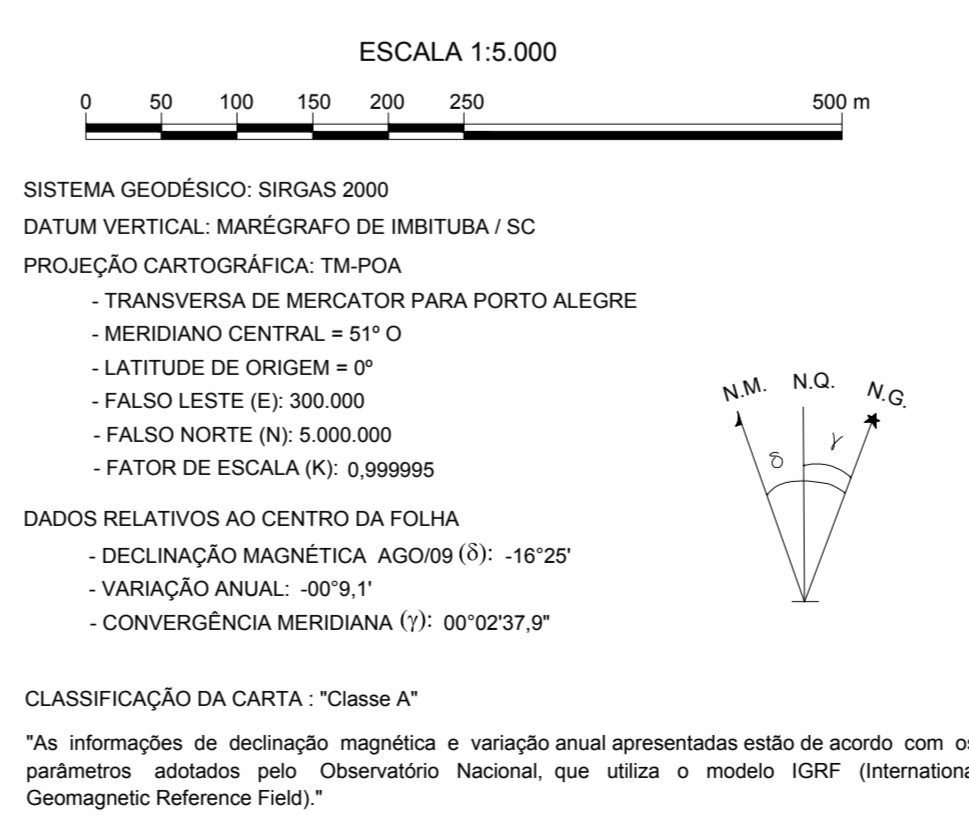 ESCALA 1:5.000
0 50 100 150 200 250 500 m
SISTEMA GEODÉSICO: SIRGAS 2000
DATUM VERTICAL: MARÉGRAFO DE IMBITUBA / SC
PROJEÇÃO CARTOGRÁFICA: TM-POA
- TRANSVERSA DE MERCATOR PARA PORTO ALEGRE
- MERIDIANO CENTRAL = 51º O
- LATITUDE DE ORIGEM = 0º
- FALSO LESTE (E): 300.000
- FALSO NORTE (N): 5.000.000
- FATOR DE ESCALA (K): 0,999995
N.M. N.Q. N.G.
δ γ
DADOS RELATIVOS AO CENTRO DA FOLHA
- DECLINAÇÃO MAGNÉTICA AGO/09 (δ): -16°25'
- VARIAÇÃO ANUAL: -00°9,1'
- CONVERGÊNCIA MERIDIANA (γ): 00°02'37,9"
CLASSIFICAÇÃO DA CARTA : "Classe A"
"As informações de declinação magnética e variação anual apresentadas estão de acordo com os
parâmetros adotados pelo Observatório Nacional, que utiliza o modelo IGRF (Internationa
Geomagnetic Reference Field)."